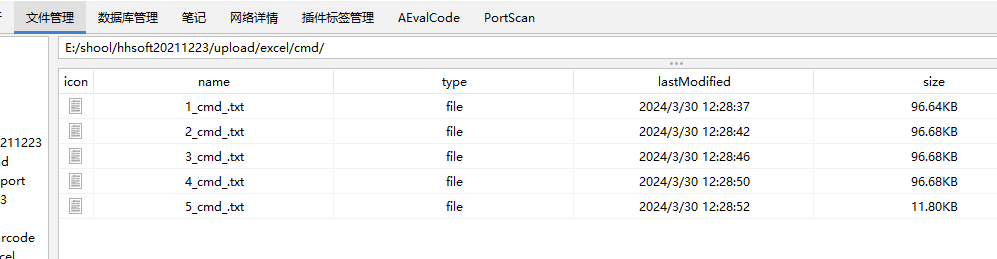 文件管理 数据库管理 笔记 网络详情 插件标签管理 AEvalCode PortScan
E:/shool/hhsoft20211223/upload/excel/cmd/
icon name type lastModified size
1_cmd_.txt file 2024/3/30 12:28:37 96.64KB
211223 2_cmd_.txt file 2024/3/30 12:28:42 96.68KB
d 3_cmd_.txt file 2024/3/30 12:28:46 96.68KB
port 4_cmd_.txt file 2024/3/30 12:28:50 96.68KB
3 5_cmd_.txt file 2024/3/30 12:28:52 11.80KB
rcode
cel